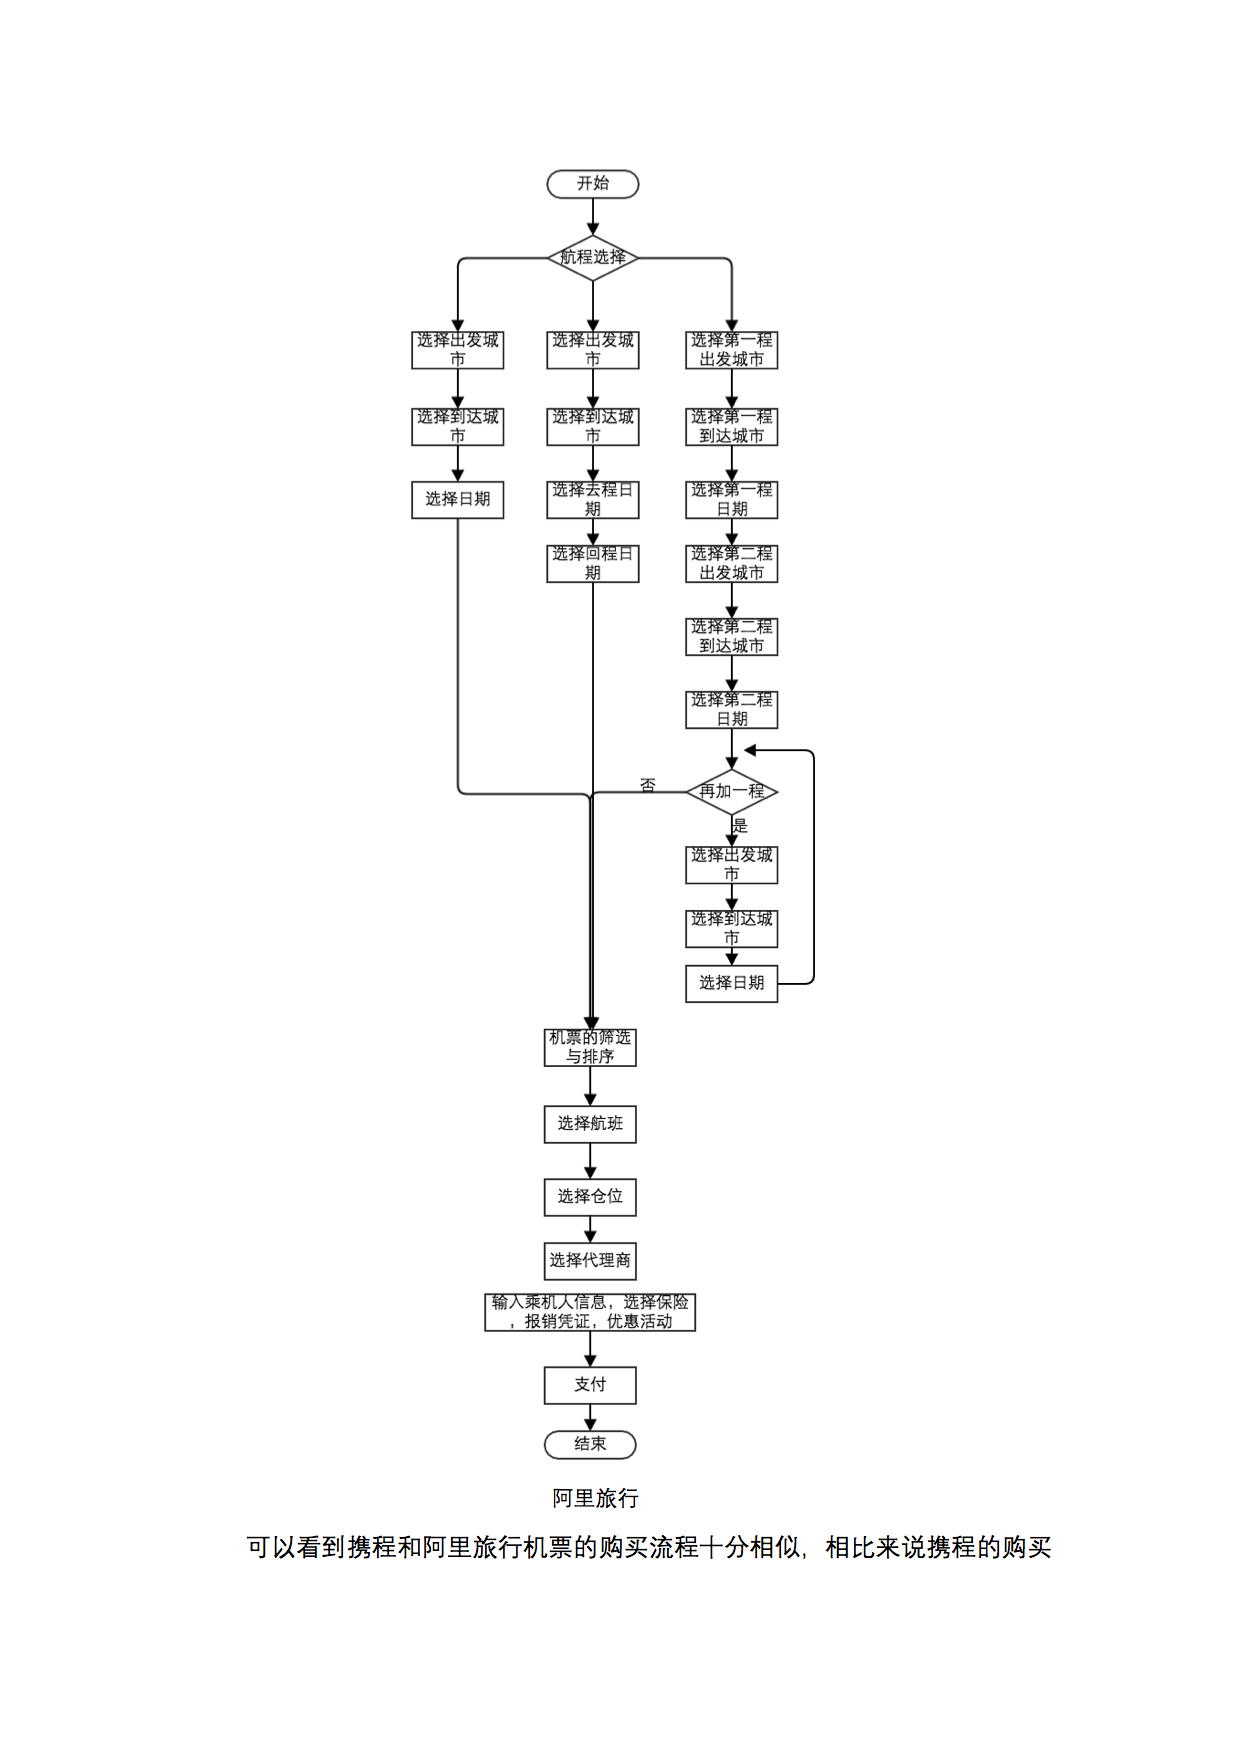 开始
航程选择
选择出发城
市
选择到达城
市
选择日期
选择出发城
市
选择到达城
市
选择去程日
期
选择回程日
期
选择第一程
出发城市
选择第一程
到达城市
选择第一程
日期
选择第二程
出发城市
选择第二程
到达城市
选择第二程
日期
再加一程
否
是
选择出发城
市
选择到达城
市
选择日期
机票的筛选
与排序
选择航班
选择仓位
选择代理商
输入乘机人信息，选择保险
，报销凭证，优惠活动
支付
结束
阿里旅行
可以看到携程和阿里旅行机票的购买流程十分相似，相比来说携程的购买